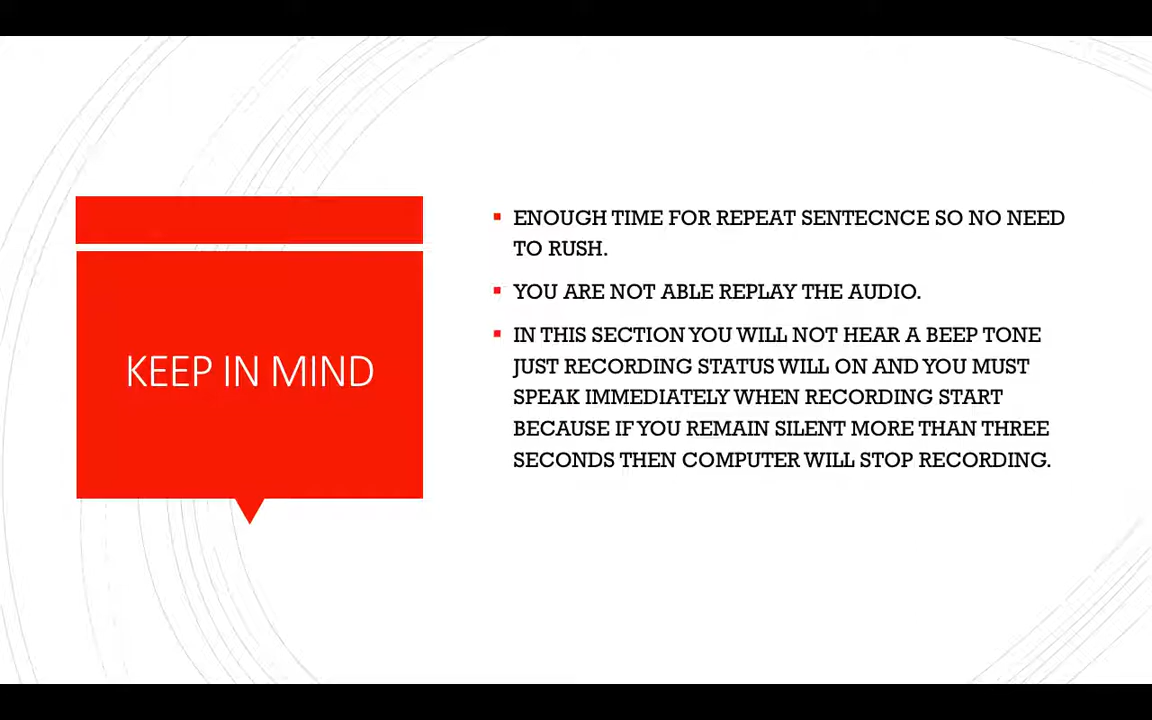 KEEP IN MIND
ENOUGH TIME FOR REPEAT SENTECNCE SO NO NEED
TO RUSH.
YOU ARE NOT ABLE REPLAY THE AUDIO.
IN THIS SECTION YOU WILL NOT HEAR A BEEP TONE
JUST RECORDING STATUS WILL ON AND YOU MUST
SPEAK IMMEDIATELY WHEN RECORDING START
BECAUSE IF YOU REMAIN SILENT MORE THAN THREE
SECONDS THEN COMPUTER WILL STOP RECORDING.